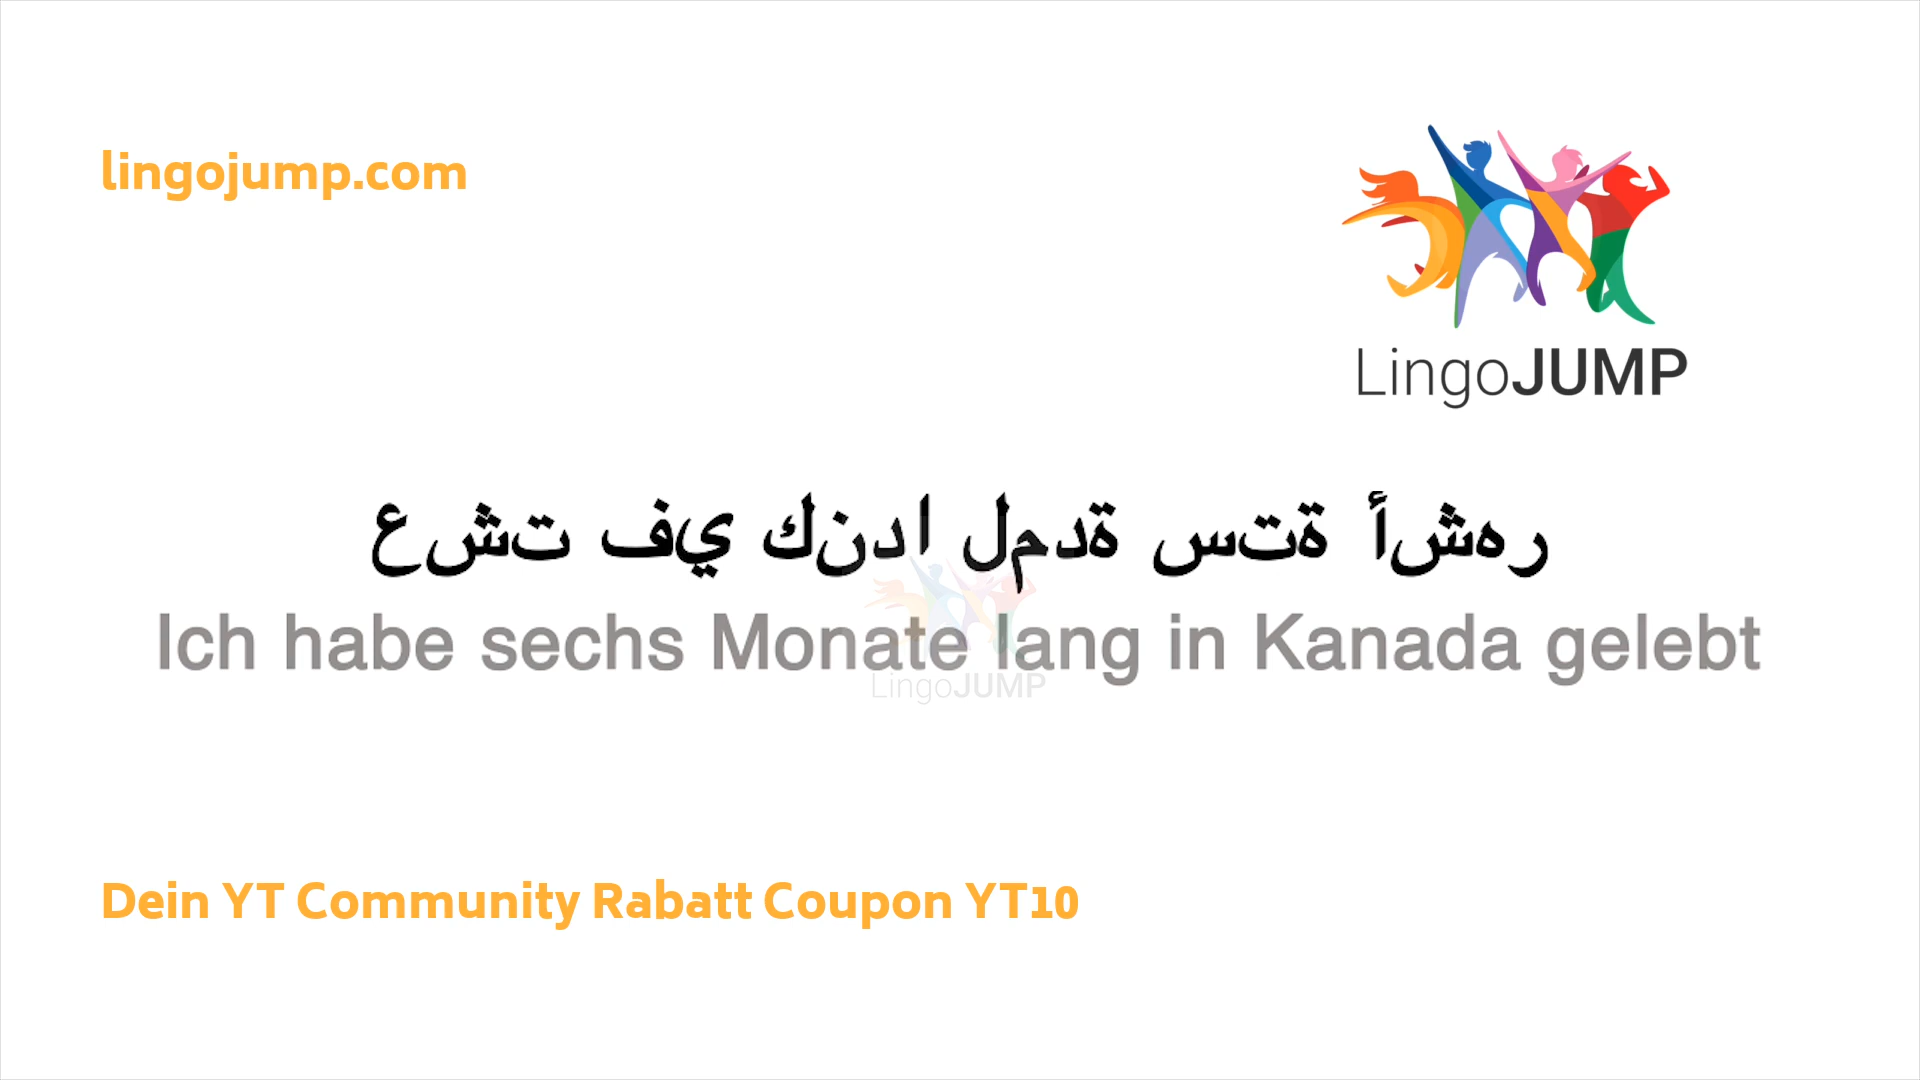 lingojump.com
LingoJUMP
عشت في كندا لمدة ستة أشهر
Ich habe sechs Monate lang in Kanada gelebt
LingoJUMP
Dein YT Community Rabatt Coupon YT10